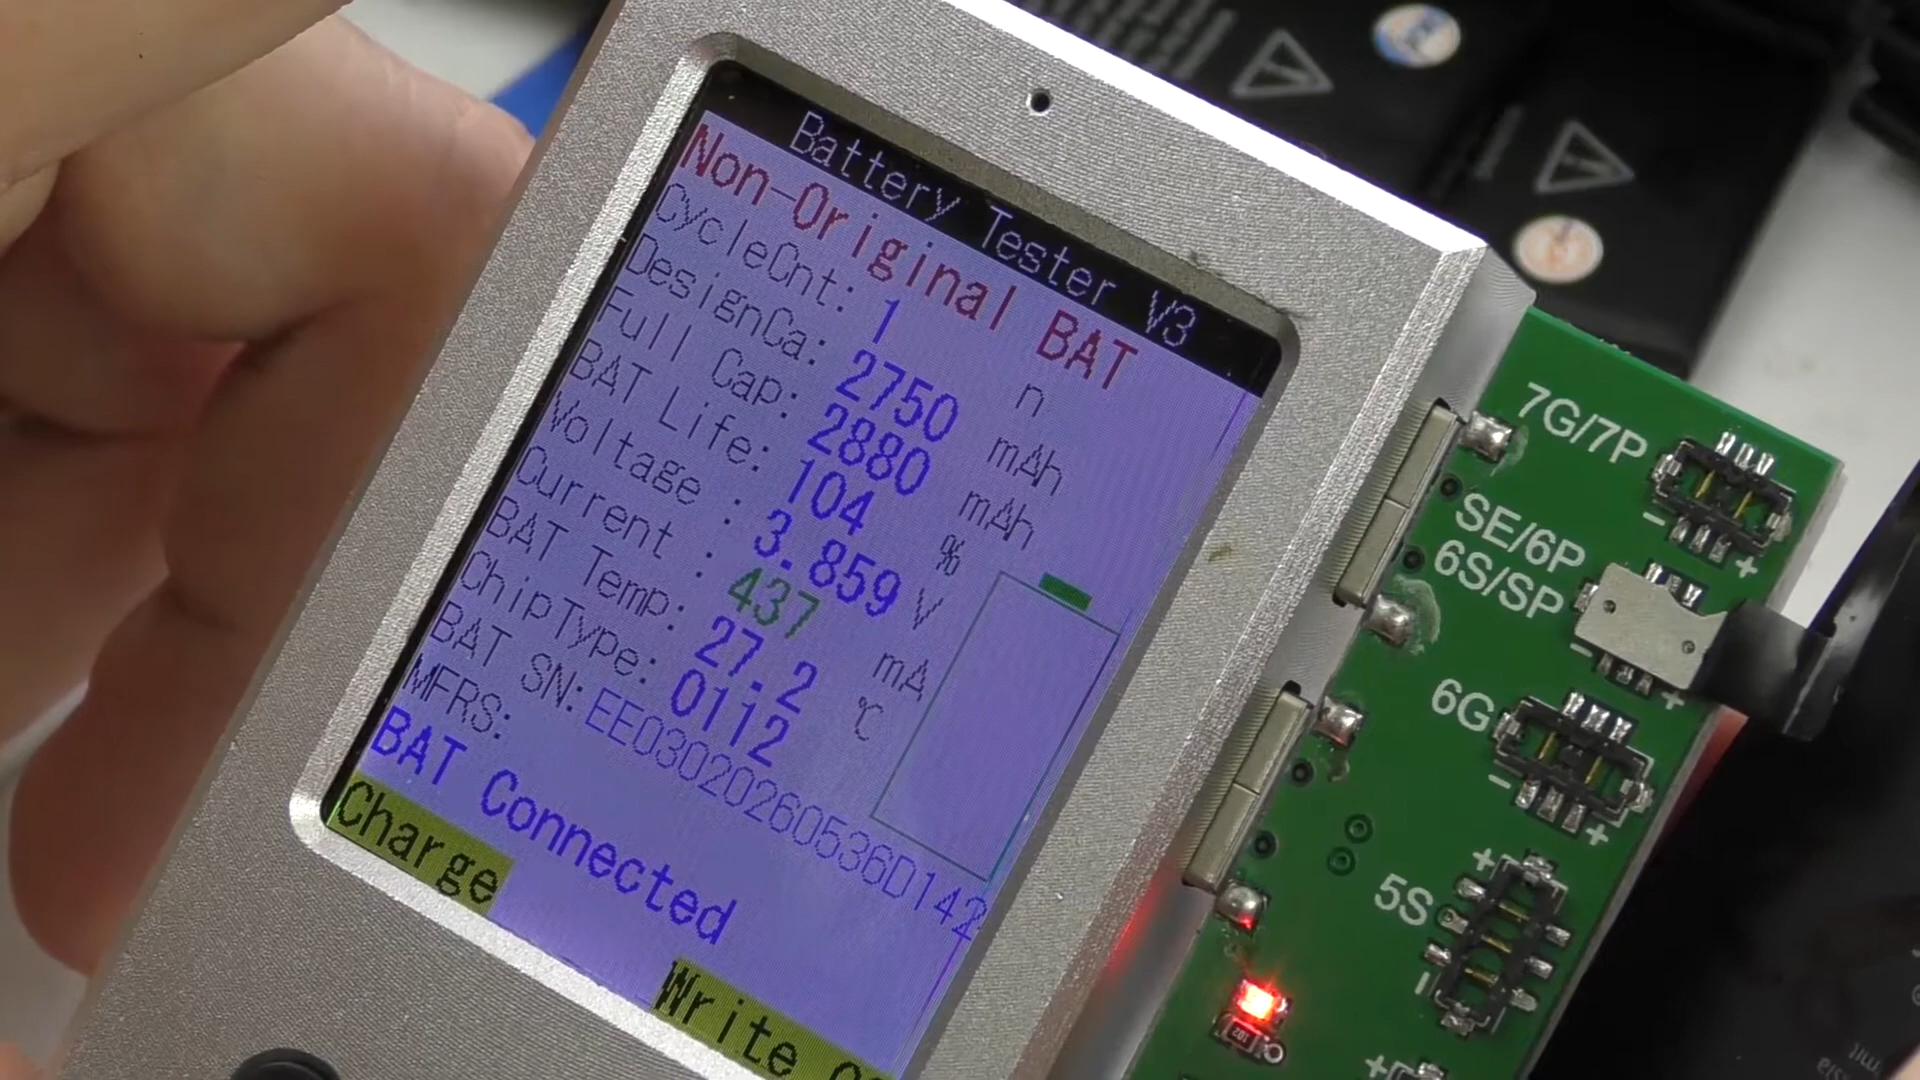 Battery Tester V3
Non-Original BAT
CycleCnt: 1 n
DesignCa: 2750 mAh
Full Cap: 2880 mAh
BAT Life: 104 %
Voltage : 3.859 V
Current : 437 mA
BAT Temp: 27.2 ℃
ChipType: 0112
BAT SN: EE03020260536D142
MFRS:
BAT Connected
Charge
Write
7G/7P
- +
SE/6P
6S/SP
- +
6G
- +
5S
+
-
+